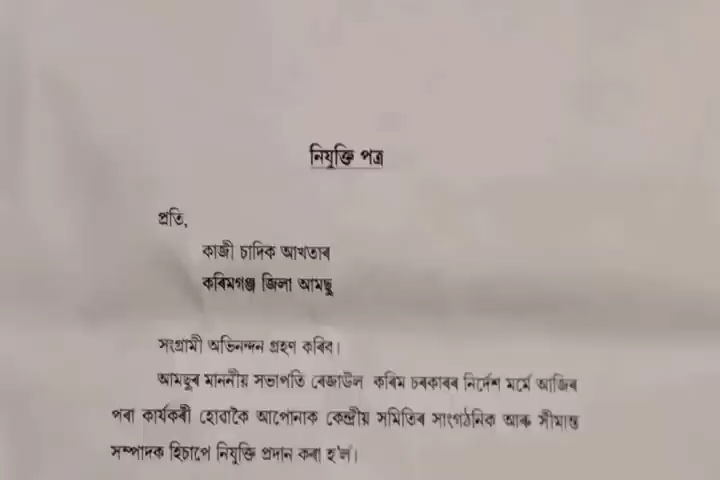 নিযুক্তি পত্ৰ
প্ৰতি,
কাজী চাদিক আখতাৰ
কৰিমগঞ্জ জিলা আমছু
সংগ্ৰামী অভিনন্দন গ্ৰহণ কৰিব।
আমছুৰ মাননীয় সভাপতি ৰেজাউল কৰিম চৰকাৰৰ নিৰ্দেশ মৰ্মে আজিৰ
পৰা কাৰ্যকৰী হোৱাকৈ আপোনাক কেন্দ্ৰীয় সমিতিৰ সাংগঠনিক আৰু সীমান্ত
সম্পাদক হিচাপে নিযুক্তি প্ৰদান কৰা হ'ল।